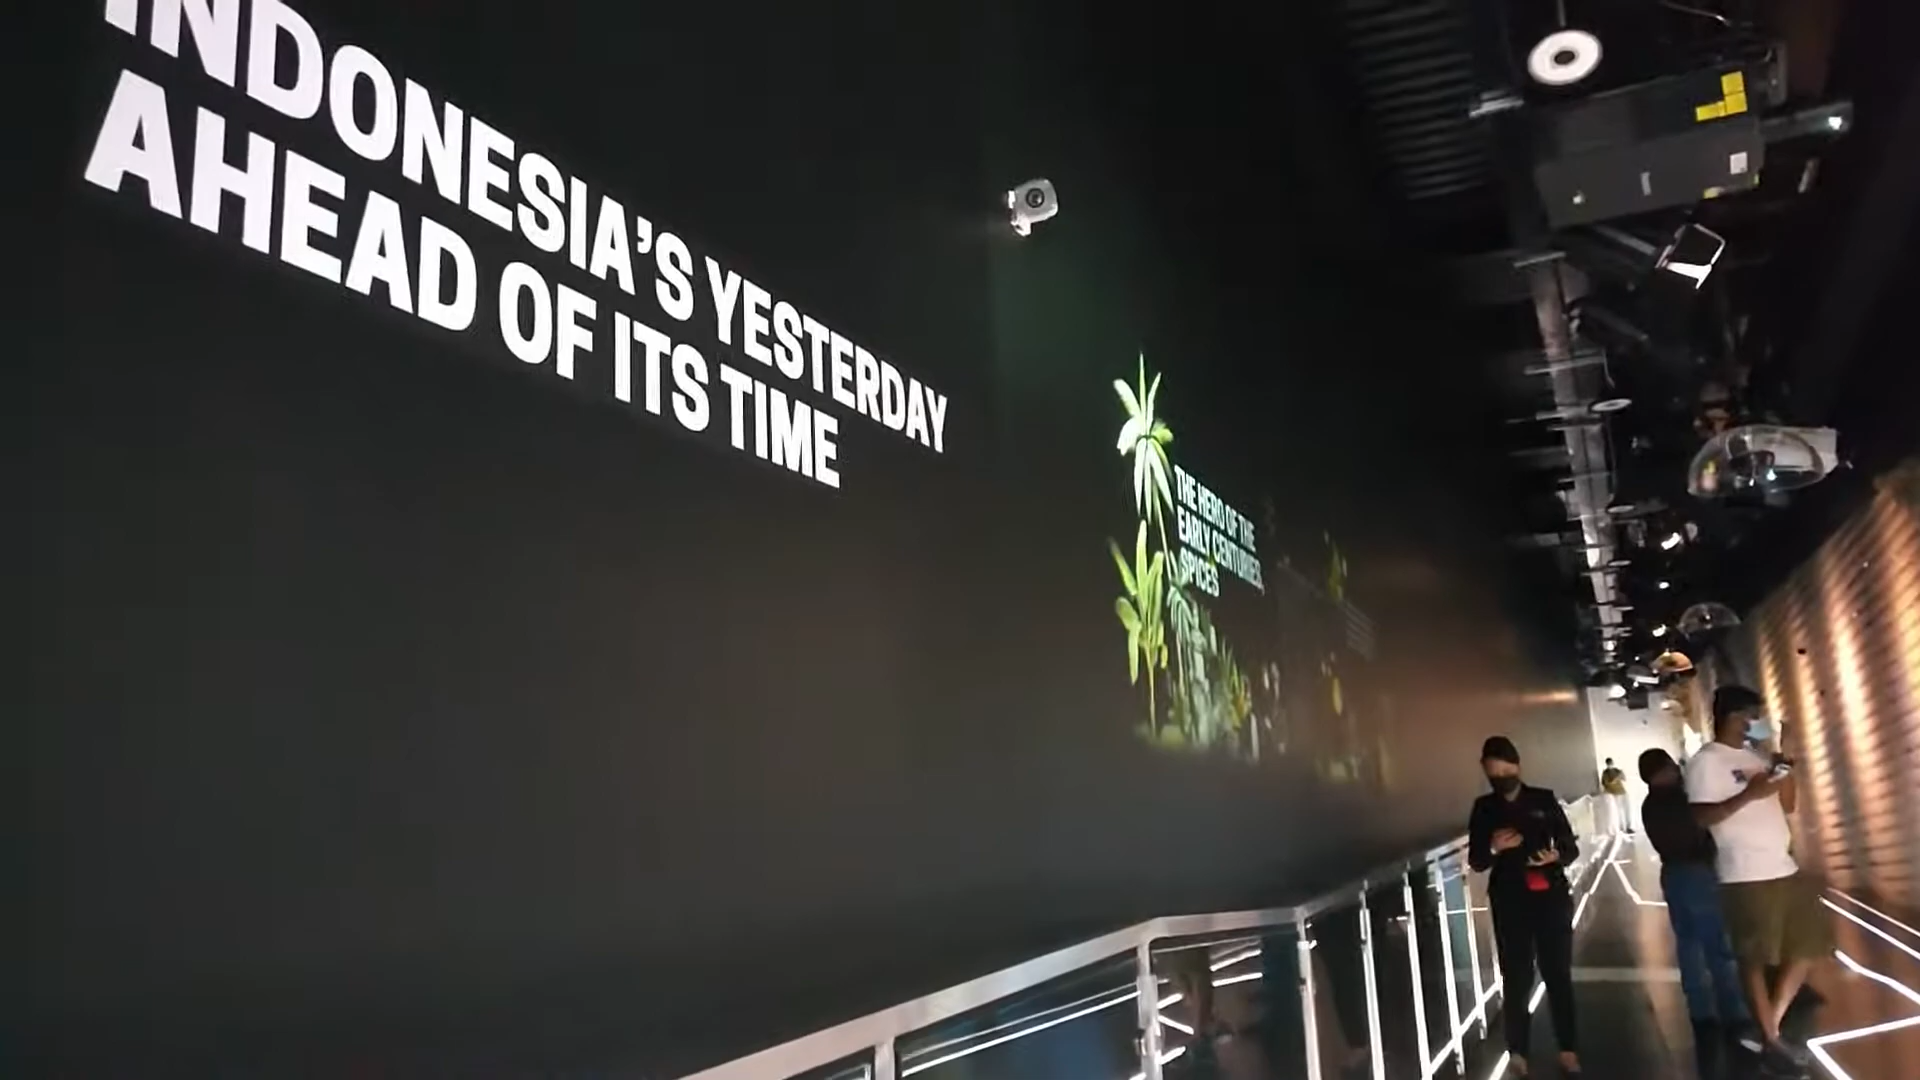 INDONESIA'S YESTERDAY
AHEAD OF ITS TIME
THE HERO OF THE
EARLY CENTURIES,
SPICES